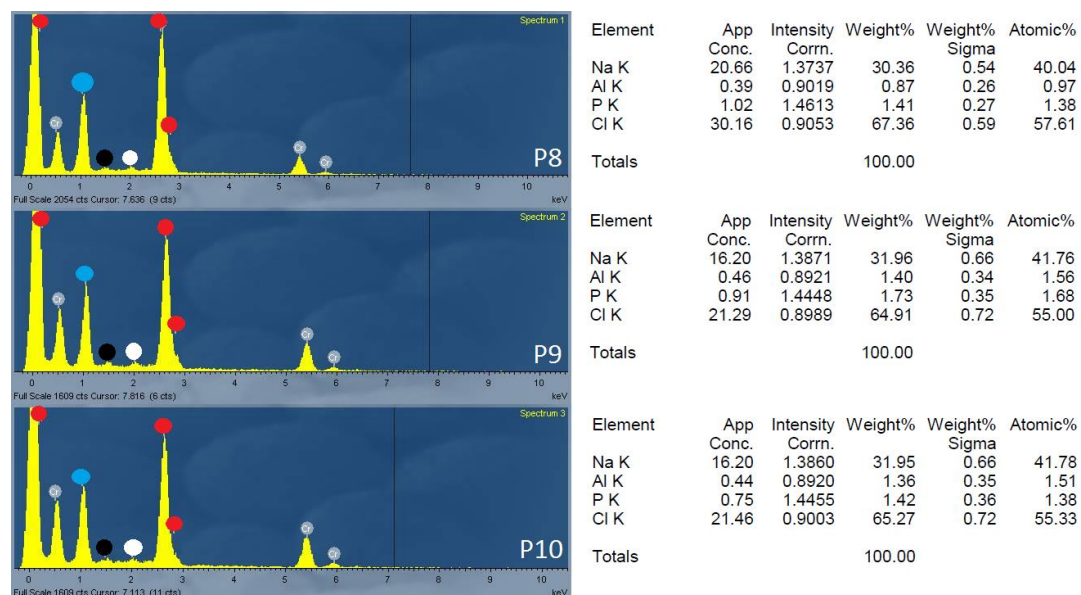 Spectrum 1
Cr
Cr
Cr
P8
0 1 2 3 4 5 6 7 8 9 10
Full Scale 2054 cts Cursor: 7.636 (9 cts) keV
Element App Conc. Intensity Corrn. Weight% Weight% Sigma Atomic%
Na K 20.66 1.3737 30.36 0.54 40.04
Al K 0.39 0.9019 0.87 0.26 0.97
P K 1.02 1.4613 1.41 0.27 1.38
Cl K 30.16 0.9053 67.36 0.59 57.61
Totals 100.00
Spectrum 2
Cr
Cr
Cr
P9
0 1 2 3 4 5 6 7 8 9 10
Full Scale 1609 cts Cursor: 7.816 (6 cts) keV
Element App Conc. Intensity Corrn. Weight% Weight% Sigma Atomic%
Na K 16.20 1.3871 31.96 0.66 41.76
Al K 0.46 0.8921 1.40 0.34 1.56
P K 0.91 1.4448 1.73 0.35 1.68
Cl K 21.29 0.8989 64.91 0.72 55.00
Totals 100.00
Spectrum 3
Cr
Cr
Cr
P10
0 1 2 3 4 5 6 7 8 9 10
Full Scale 1609 cts Cursor: 7.113 (11 cts) keV
Element App Conc. Intensity Corrn. Weight% Weight% Sigma Atomic%
Na K 16.20 1.3860 31.95 0.66 41.78
Al K 0.44 0.8920 1.36 0.35 1.51
P K 0.75 1.4455 1.42 0.36 1.38
Cl K 21.46 0.9003 65.27 0.72 55.33
Totals 100.00